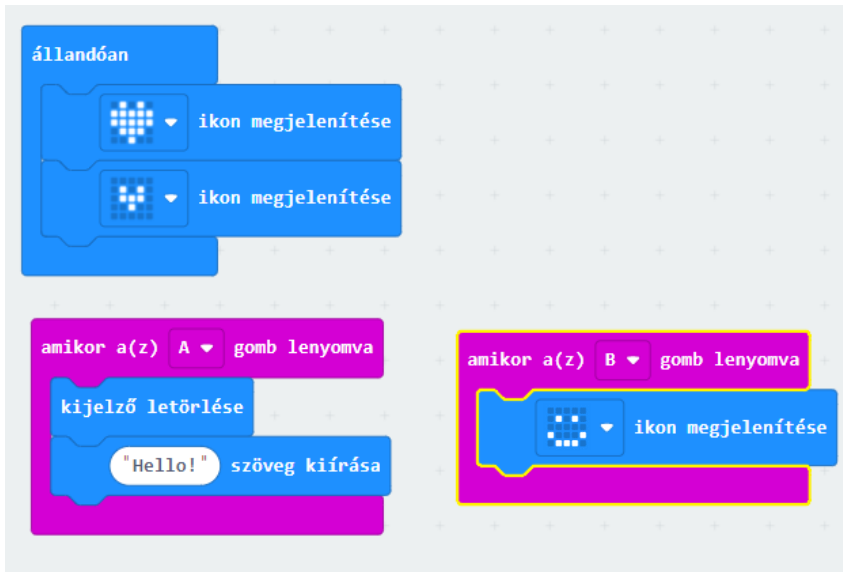 állandóan
ikon megjelenítése
ikon megjelenítése
amikor a(z) A gomb lenyomva
kijelző letörlése
"Hello!" szöveg kiírása
amikor a(z) B gomb lenyomva
ikon megjelenítése